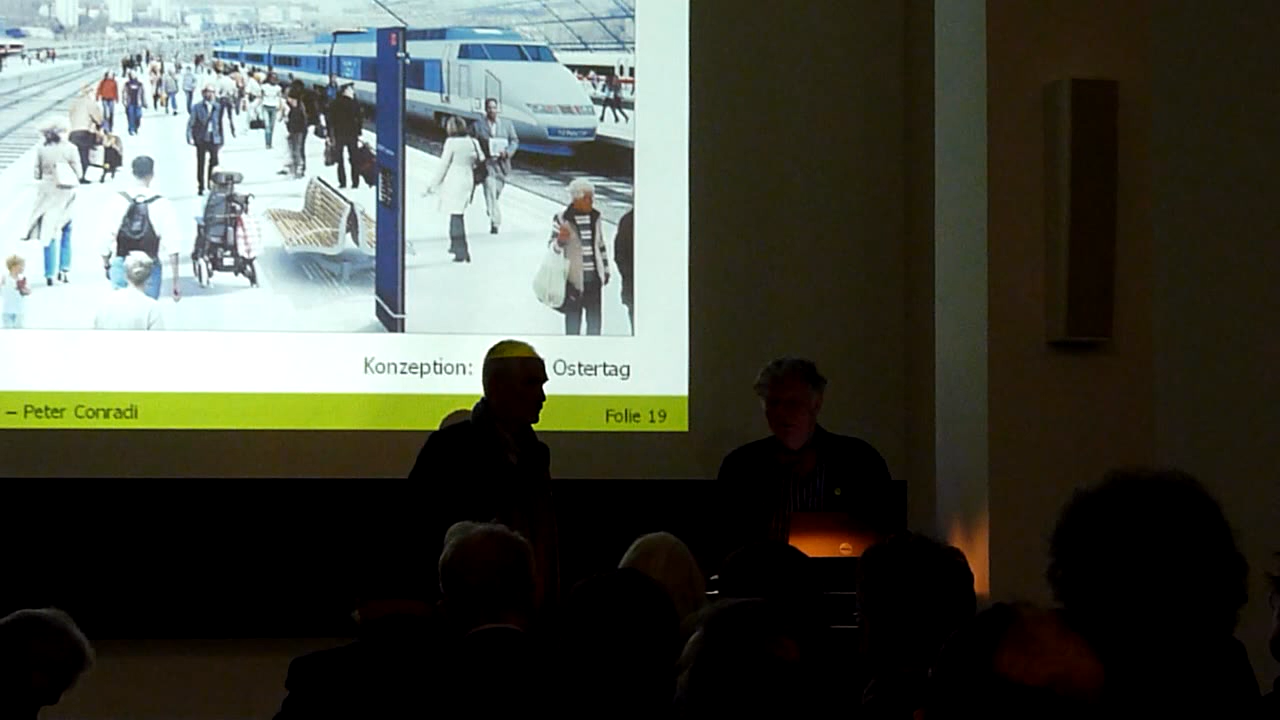 Konzeption: Ostertag
– Peter Conradi
Folie 19